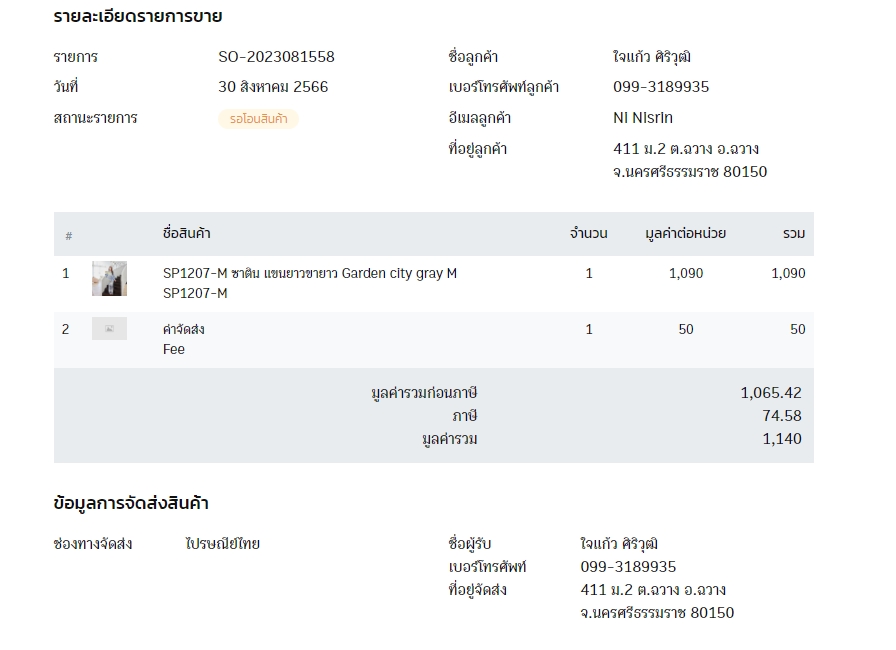 รายละเอียดรายการขาย
รายการ SO-2023081558 ชื่อลูกค้า ใจแก้ว ศิริวุฒิ
วันที่ 30 สิงหาคม 2566 เบอร์โทรศัพท์ลูกค้า 099-3189935
สถานะรายการ รอโอนสินค้า อีเมลลูกค้า Ni Nisrin
ที่อยู่ลูกค้า 411 ม.2 ต.ฉวาง อ.ฉวาง
จ.นครศรีธรรมราช 80150
# ชื่อสินค้า จำนวน มูลค่าต่อหน่วย รวม
1 SP1207-M ซาติน แขนยาวขายาว Garden city gray M 1 1,090 1,090
SP1207-M
2 ค่าจัดส่ง 1 50 50
Fee
มูลค่ารวมก่อนภาษี 1,065.42
ภาษี 74.58
มูลค่ารวม 1,140
ข้อมูลการจัดส่งสินค้า
ช่องทางจัดส่ง ไปรษณีย์ไทย ชื่อผู้รับ ใจแก้ว ศิริวุฒิ
เบอร์โทรศัพท์ 099-3189935
ที่อยู่จัดส่ง 411 ม.2 ต.ฉวาง อ.ฉวาง
จ.นครศรีธรรมราช 80150